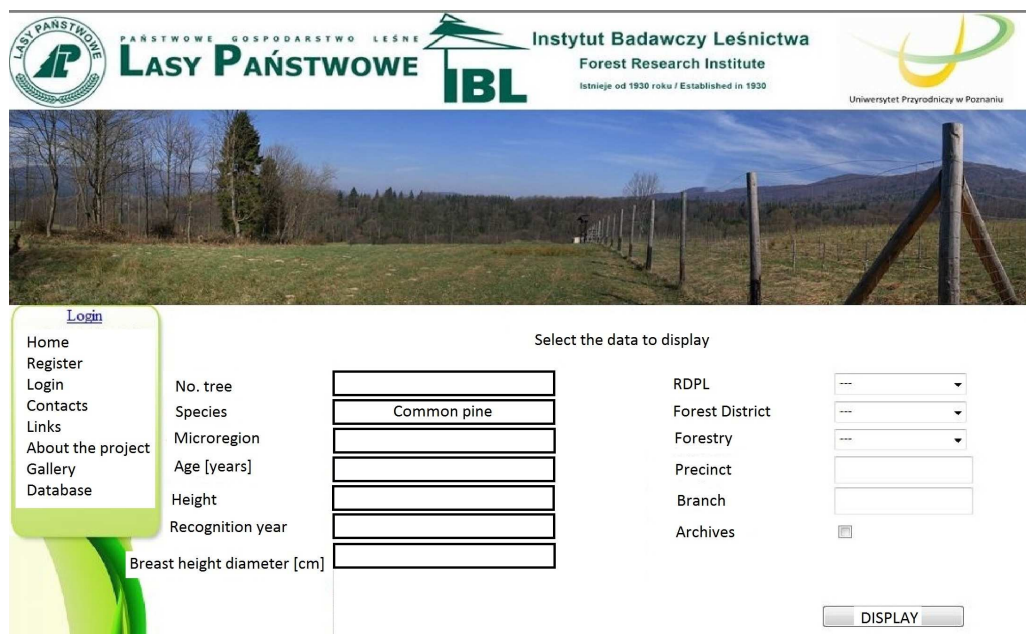 LASY PAŃSTWOWE
PAŃSTWOWE GOSPODARSTWO LEŚNE
LASY PAŃSTWOWE
IBL
Instytut Badawczy Leśnictwa
Forest Research Institute
Istnieje od 1930 roku / Established in 1930
Uniwersytet Przyrodniczy w Poznaniu
Login
Home
Register
Login
Contacts
Links
About the project
Gallery
Database
Select the data to display
No. tree
Species Common pine
Microregion
Age [years]
Height
Recognition year
Breast height diameter [cm]
RDPL ---
Forest District ---
Forestry ---
Precinct
Branch
Archives
DISPLAY